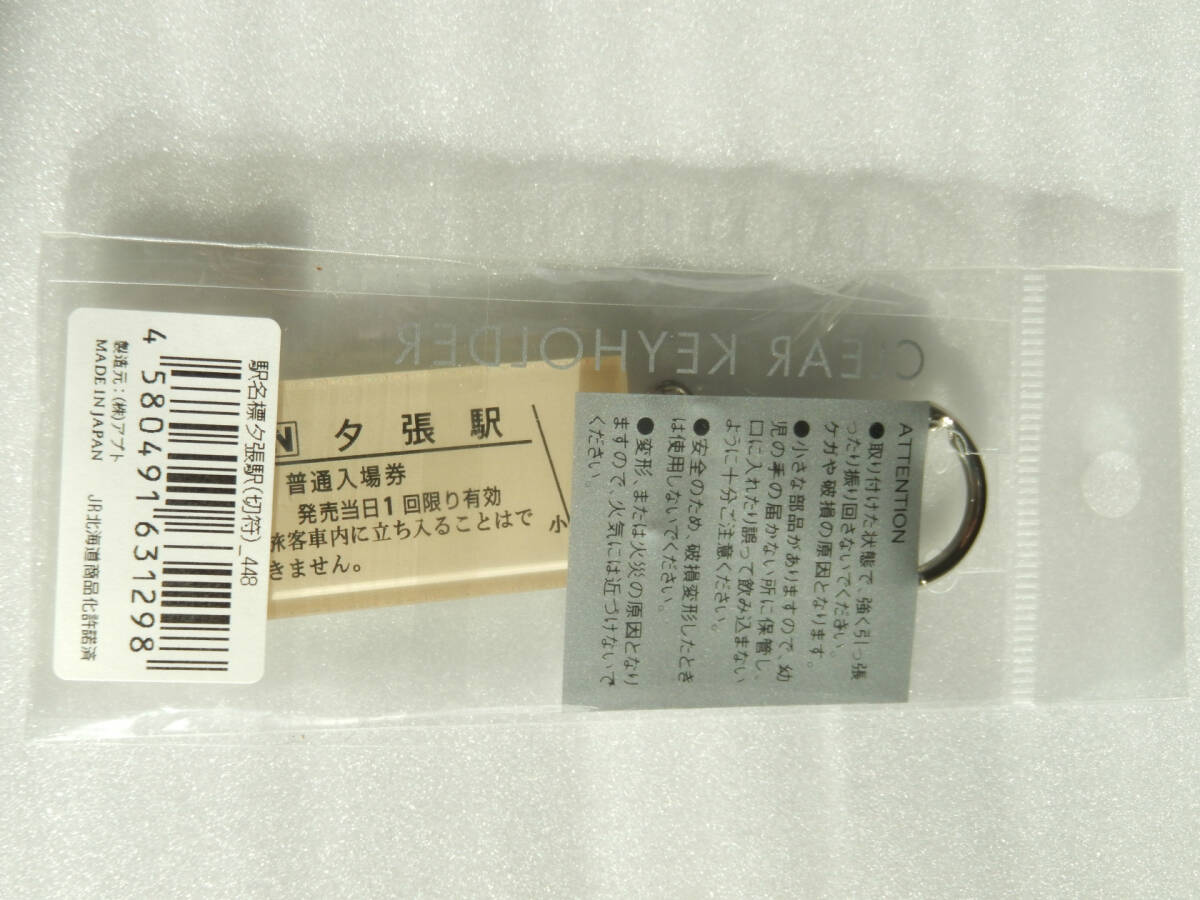 CLEAR KEYHOLDER
駅名標夕張駅(切符)_448
4 580491 631298
製造元:(株)アプト
MADE IN JAPAN
JR北海道商品化許諾済
夕張駅
普通入場券
発売当日1回限り有効
旅客車内に立ち入ることはで
きません。
小
ATTENTION
●取り付けた状態で、強く引っ張
ったり振り回さないでください。
ケガや破損の原因となります。
●小さな部品がありますので、幼
児の手の届かない所に保管し、
口に入れたり誤って飲み込まない
ように十分ご注意ください。
●安全のため、破損変形したとき
は使用しないでください。
●変形、または火災の原因となり
ますので、火気には近づけないで
ください。